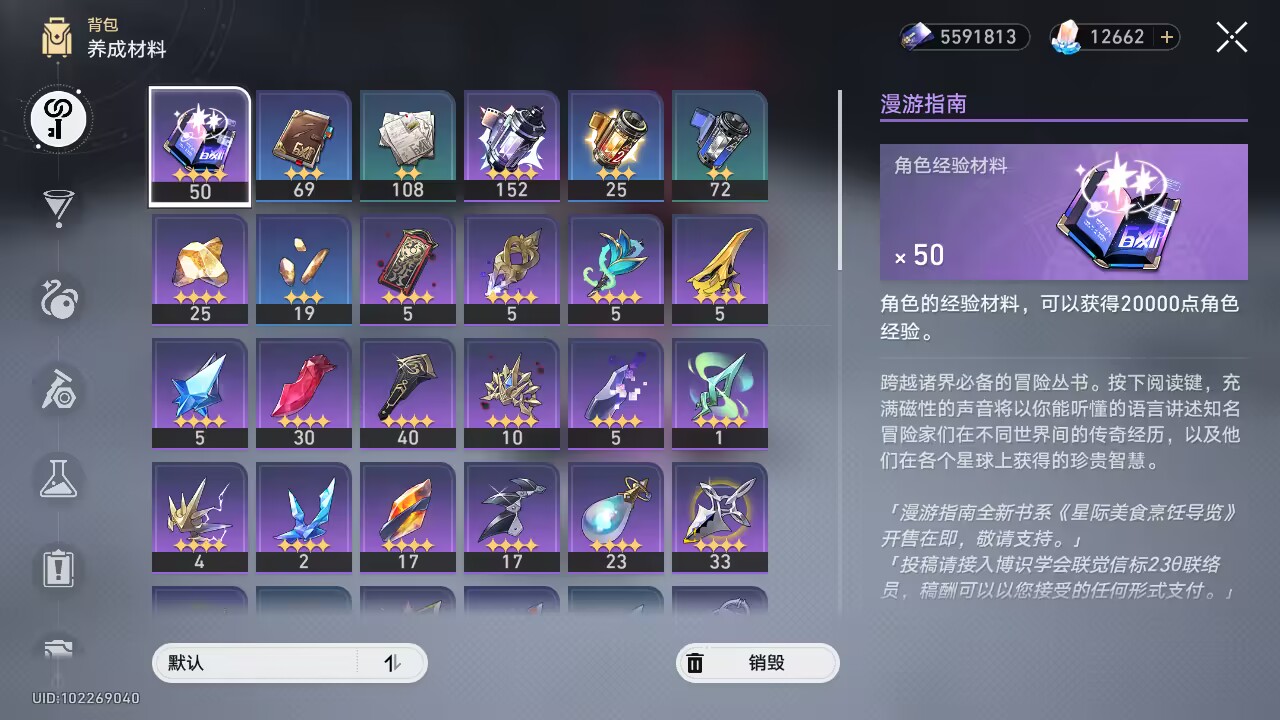 背包
养成材料
5591813
12662
50
69
108
152
25
72
25
19
5
5
5
5
5
30
40
10
5
1
4
2
17
17
23
33
默认
销毁
UID:102269040
漫游指南
角色经验材料
× 50
角色的经验材料，可以获得20000点角色
经验。
跨越诸界必备的冒险丛书。按下阅读键，充
满磁性的声音将以你能听懂的语言讲述知名
冒险家们在不同世界间的传奇经历，以及他
们在各个星球上获得的珍贵智慧。
「漫游指南全新书系《星际美食烹饪导览》
开售在即，敬请支持。」
「投稿请接入博识学会联觉信标230联络
员，稿酬可以以您接受的任何形式支付。」